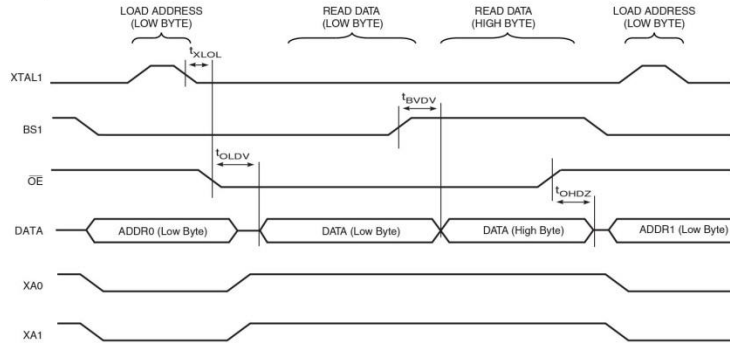 LOAD ADDRESS
(LOW BYTE)
READ DATA
(LOW BYTE)
READ DATA
(HIGH BYTE)
LOAD ADDRESS
(LOW BYTE)
tXLOL
XTAL1
tBVDV
BS1
tOLDV
OE
tOHDZ
DATA
ADDR0 (Low Byte)
DATA (Low Byte)
DATA (High Byte)
ADDR1 (Low Byte)
XA0
XA1